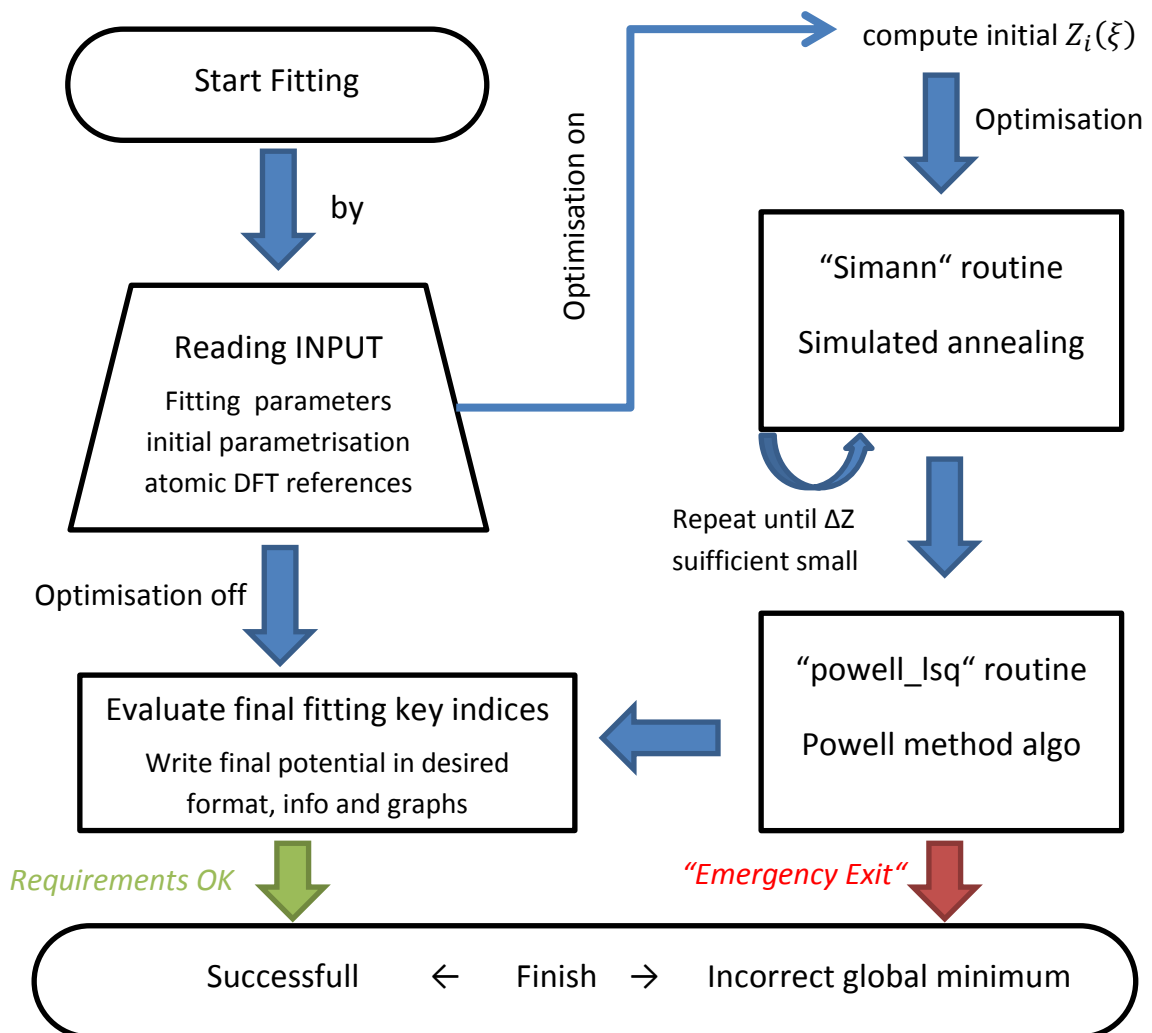 Start Fitting
by
Reading INPUT
Fitting parameters
initial parametrisation
atomic DFT references
Optimisation off
Optimisation on
compute initial Z_i(ξ)
Optimisation
“Simann“ routine
Simulated annealing
Repeat until ΔZ
suifficient small
“powell_lsq“ routine
Powell method algo
Evaluate final fitting key indices
Write final potential in desired
format, info and graphs
Requirements OK
“Emergency Exit“
Successfull ← Finish → Incorrect global minimum